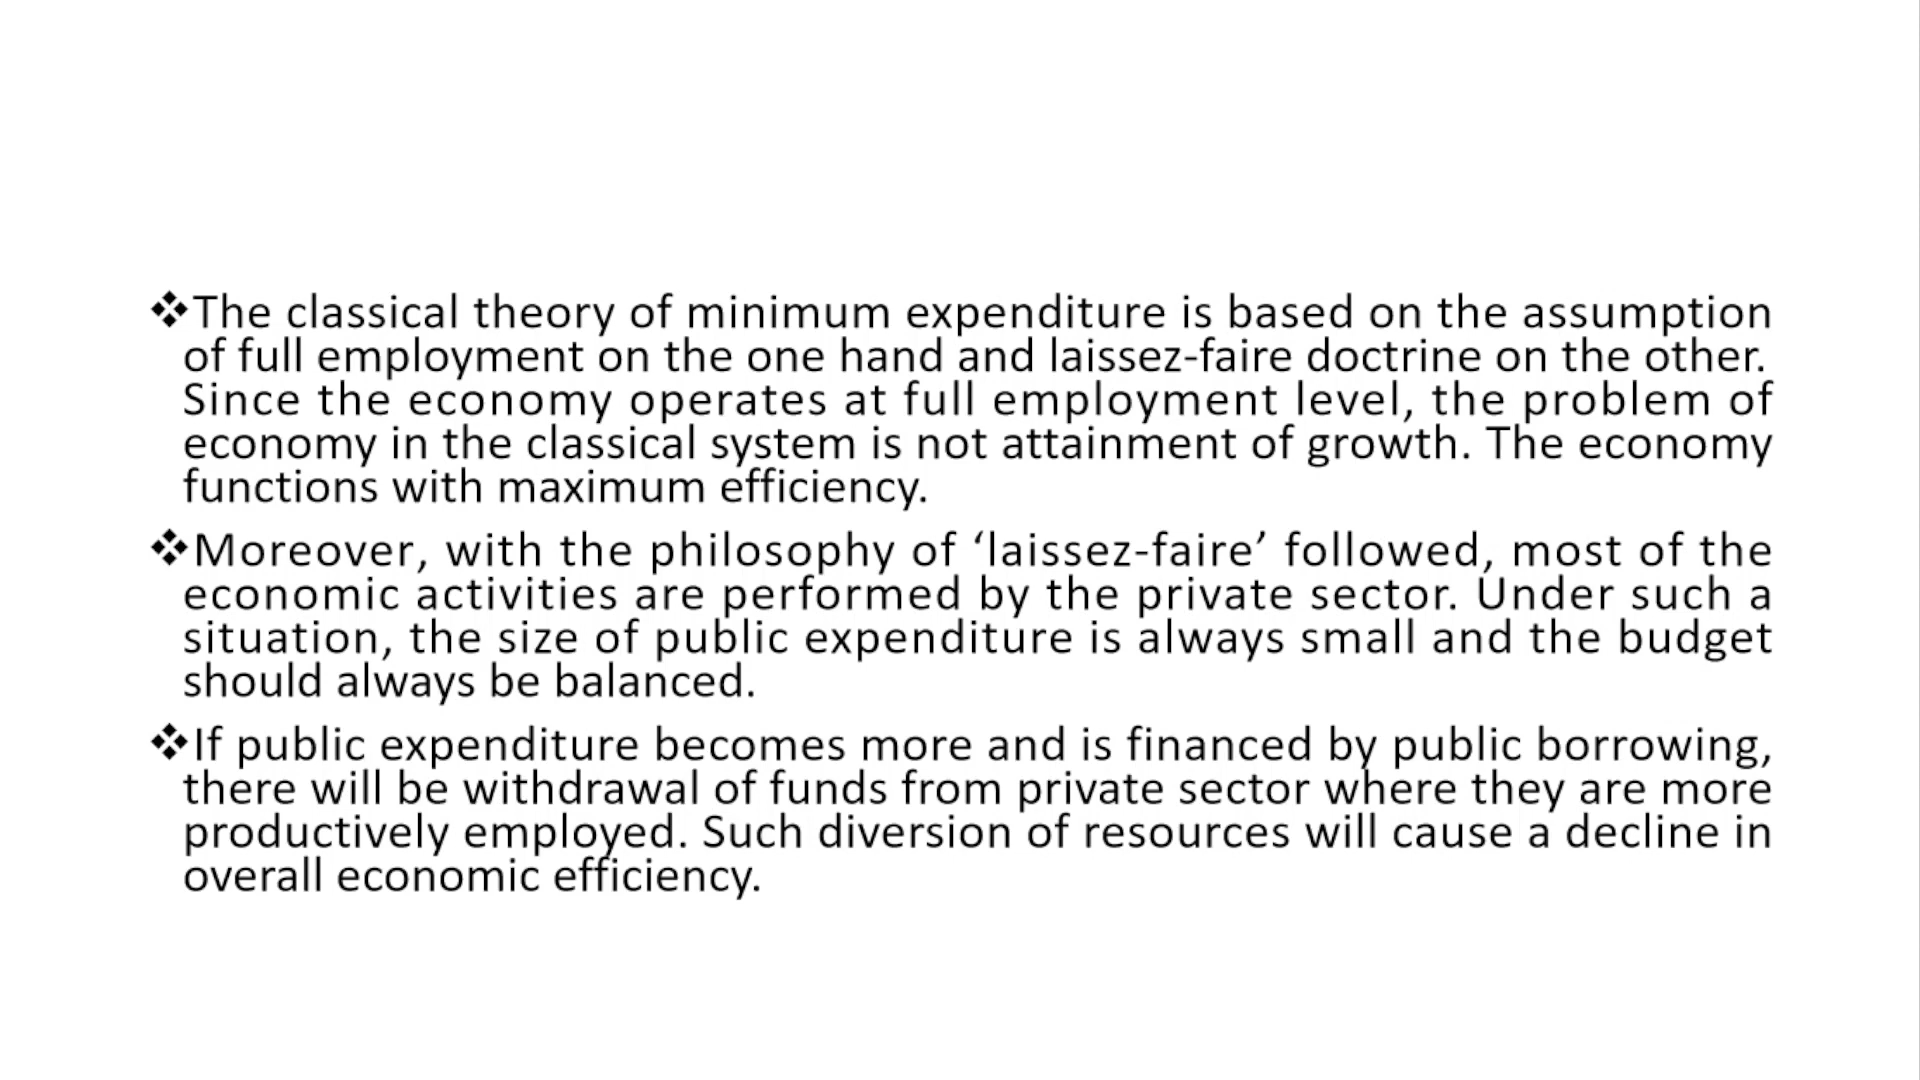 ❖The classical theory of minimum expenditure is based on the assumption
of full employment on the one hand and laissez-faire doctrine on the other.
Since the economy operates at full employment level, the problem of
economy in the classical system is not attainment of growth. The economy
functions with maximum efficiency.
❖Moreover, with the philosophy of ‘laissez-faire’ followed, most of the
economic activities are performed by the private sector. Under such a
situation, the size of public expenditure is always small and the budget
should always be balanced.
❖If public expenditure becomes more and is financed by public borrowing,
there will be withdrawal of funds from private sector where they are more
productively employed. Such diversion of resources will cause a decline in
overall economic efficiency.